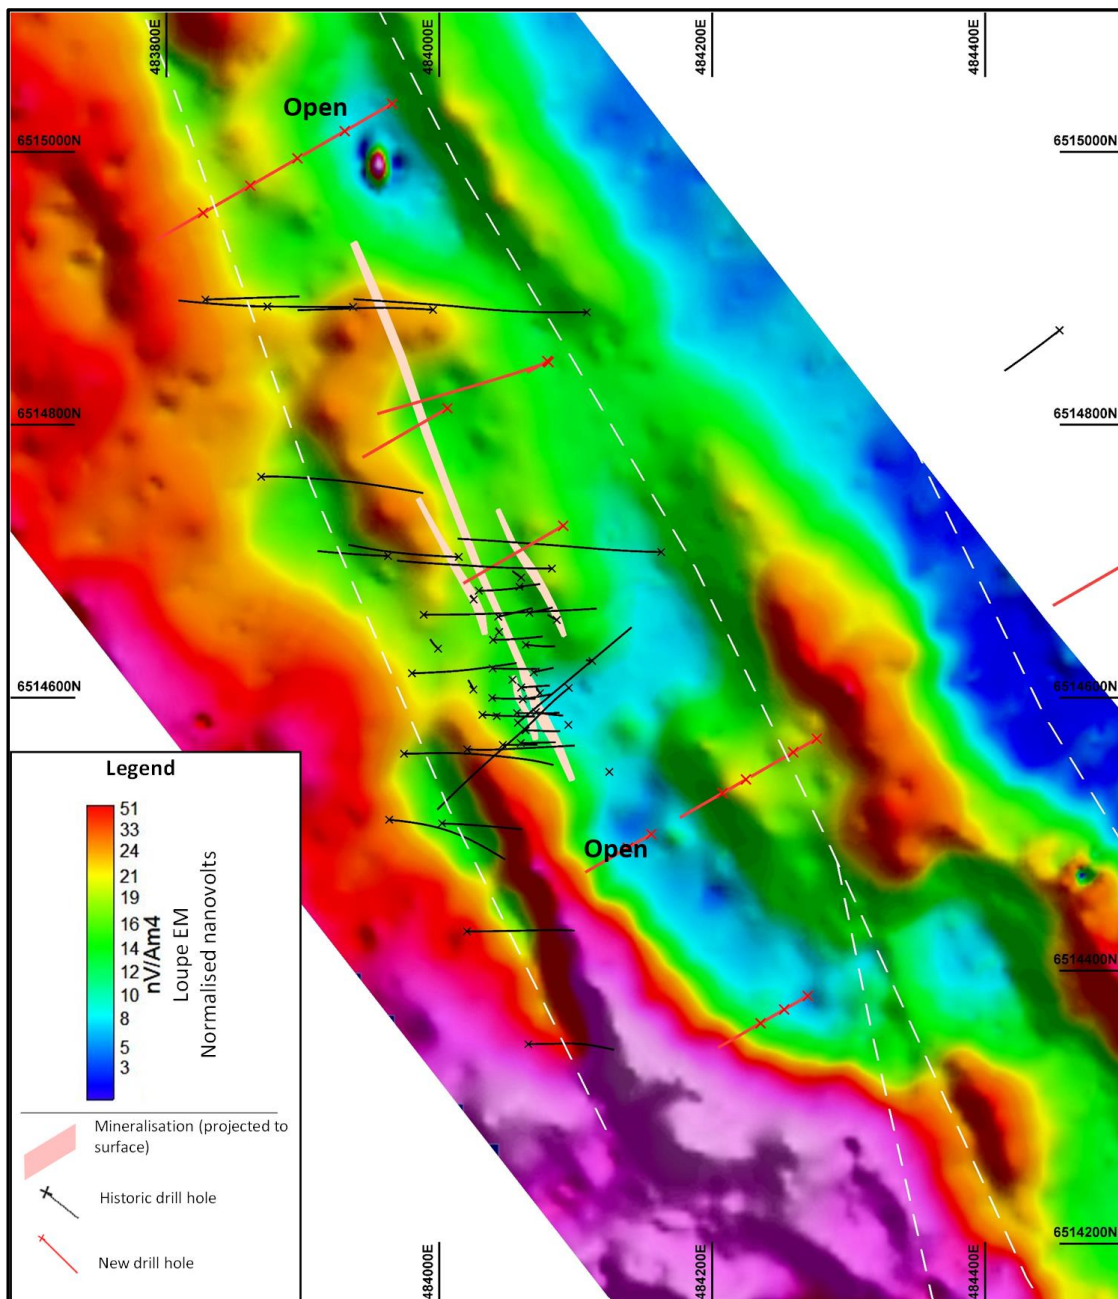 483800E
484000E
484200E
484400E
Open
6515000N
6515000N
6514800N
6514800N
6514600N
6514600N
Open
6514400N
6514200N
Legend
51
33
24
21
19
16
14
12
10
8
5
3
nV/Am4
Loupe EM
Normalised nanovolts
Mineralisation (projected to
surface)
Historic drill hole
New drill hole
484000E
484200E
484400E